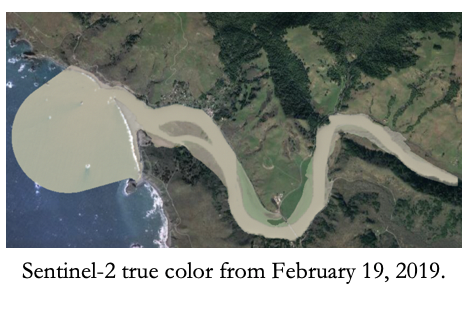 Sentinel-2 true color from February 19, 2019.